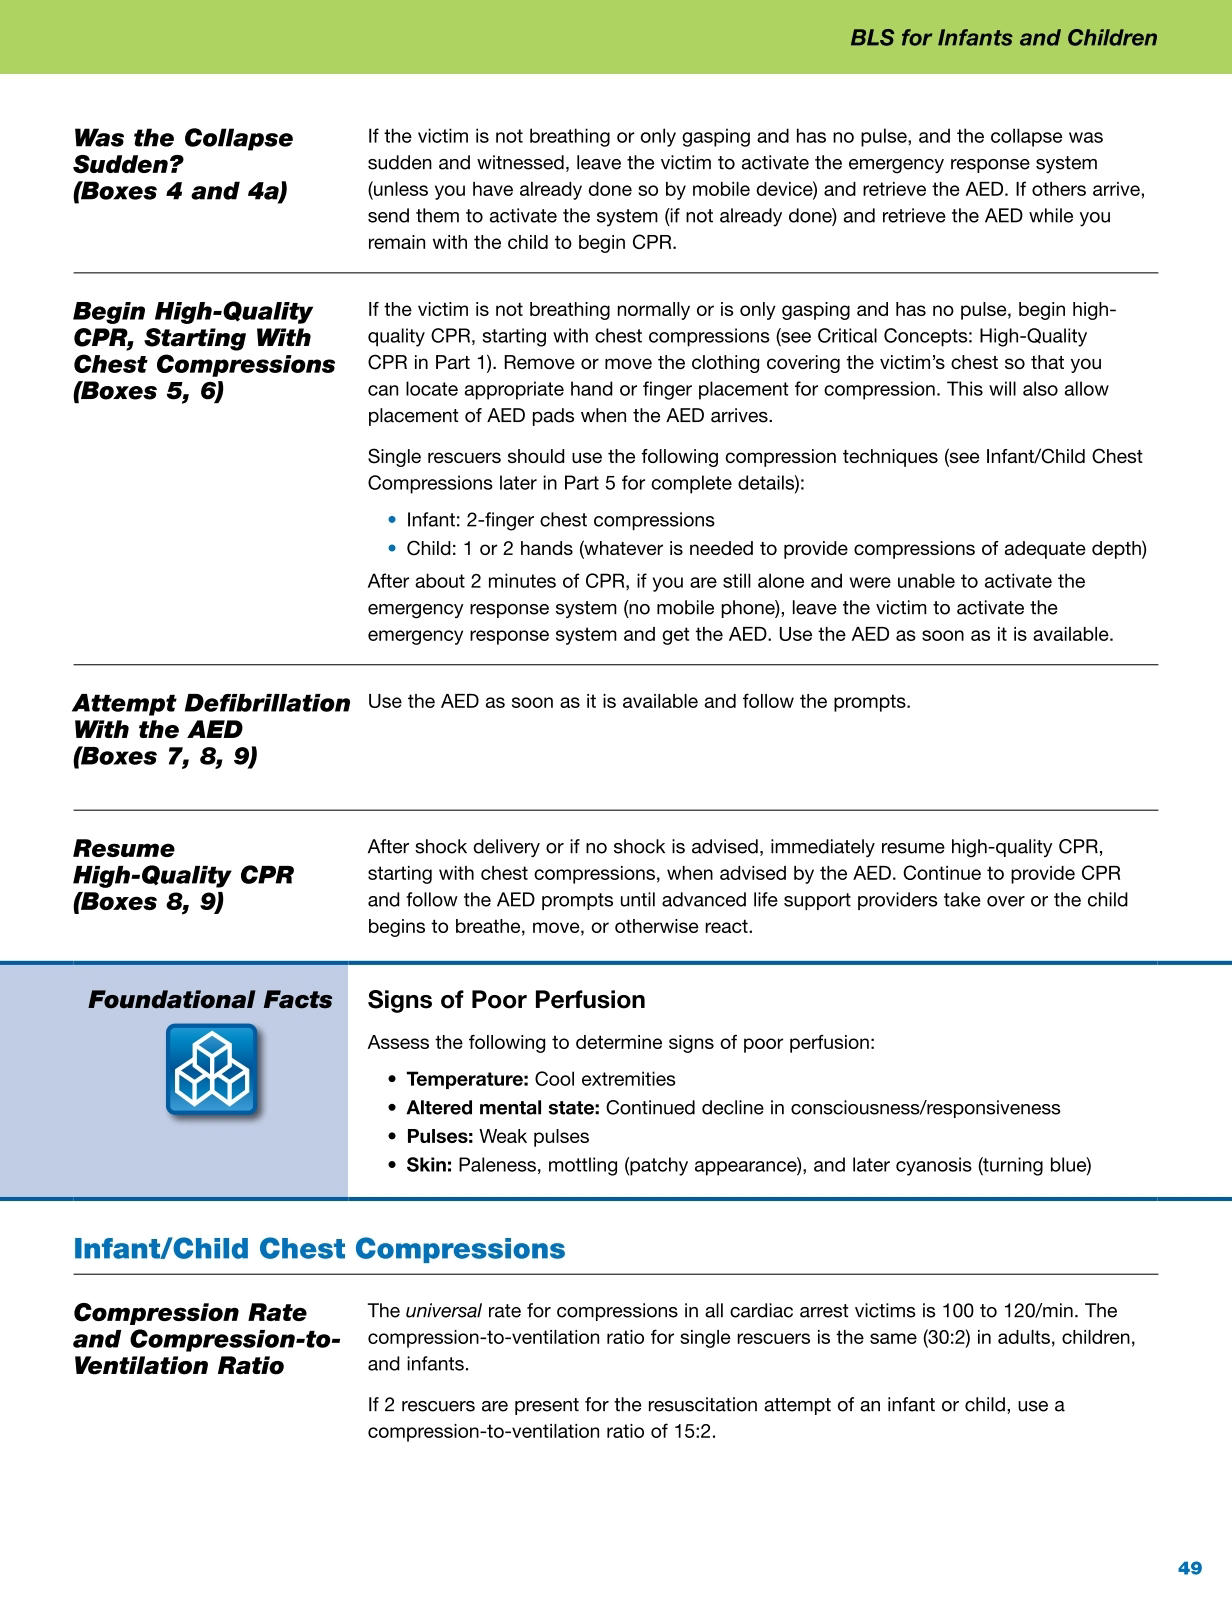 BLS for Infants and Children
Was the Collapse
Sudden?
(Boxes 4 and 4a)
If the victim is not breathing or only gasping and has no pulse, and the collapse was
sudden and witnessed, leave the victim to activate the emergency response system
(unless you have already done so by mobile device) and retrieve the AED. If others arrive,
send them to activate the system (if not already done) and retrieve the AED while you
remain with the child to begin CPR.
Begin High-Quality
CPR, Starting With
Chest Compressions
(Boxes 5, 6)
If the victim is not breathing normally or is only gasping and has no pulse, begin high-
quality CPR, starting with chest compressions (see Critical Concepts: High-Quality
CPR in Part 1). Remove or move the clothing covering the victim’s chest so that you
can locate appropriate hand or finger placement for compression. This will also allow
placement of AED pads when the AED arrives.
Single rescuers should use the following compression techniques (see Infant/Child Chest
Compressions later in Part 5 for complete details):
• Infant: 2-finger chest compressions
• Child: 1 or 2 hands (whatever is needed to provide compressions of adequate depth)
After about 2 minutes of CPR, if you are still alone and were unable to activate the
emergency response system (no mobile phone), leave the victim to activate the
emergency response system and get the AED. Use the AED as soon as it is available.
Attempt Defibrillation
With the AED
(Boxes 7, 8, 9)
Use the AED as soon as it is available and follow the prompts.
Resume
High-Quality CPR
(Boxes 8, 9)
After shock delivery or if no shock is advised, immediately resume high-quality CPR,
starting with chest compressions, when advised by the AED. Continue to provide CPR
and follow the AED prompts until advanced life support providers take over or the child
begins to breathe, move, or otherwise react.
Foundational Facts
Signs of Poor Perfusion
Assess the following to determine signs of poor perfusion:
• Temperature: Cool extremities
• Altered mental state: Continued decline in consciousness/responsiveness
• Pulses: Weak pulses
• Skin: Paleness, mottling (patchy appearance), and later cyanosis (turning blue)
Infant/Child Chest Compressions
Compression Rate
and Compression-to-
Ventilation Ratio
The universal rate for compressions in all cardiac arrest victims is 100 to 120/min. The
compression-to-ventilation ratio for single rescuers is the same (30:2) in adults, children,
and infants.
If 2 rescuers are present for the resuscitation attempt of an infant or child, use a
compression-to-ventilation ratio of 15:2.
49